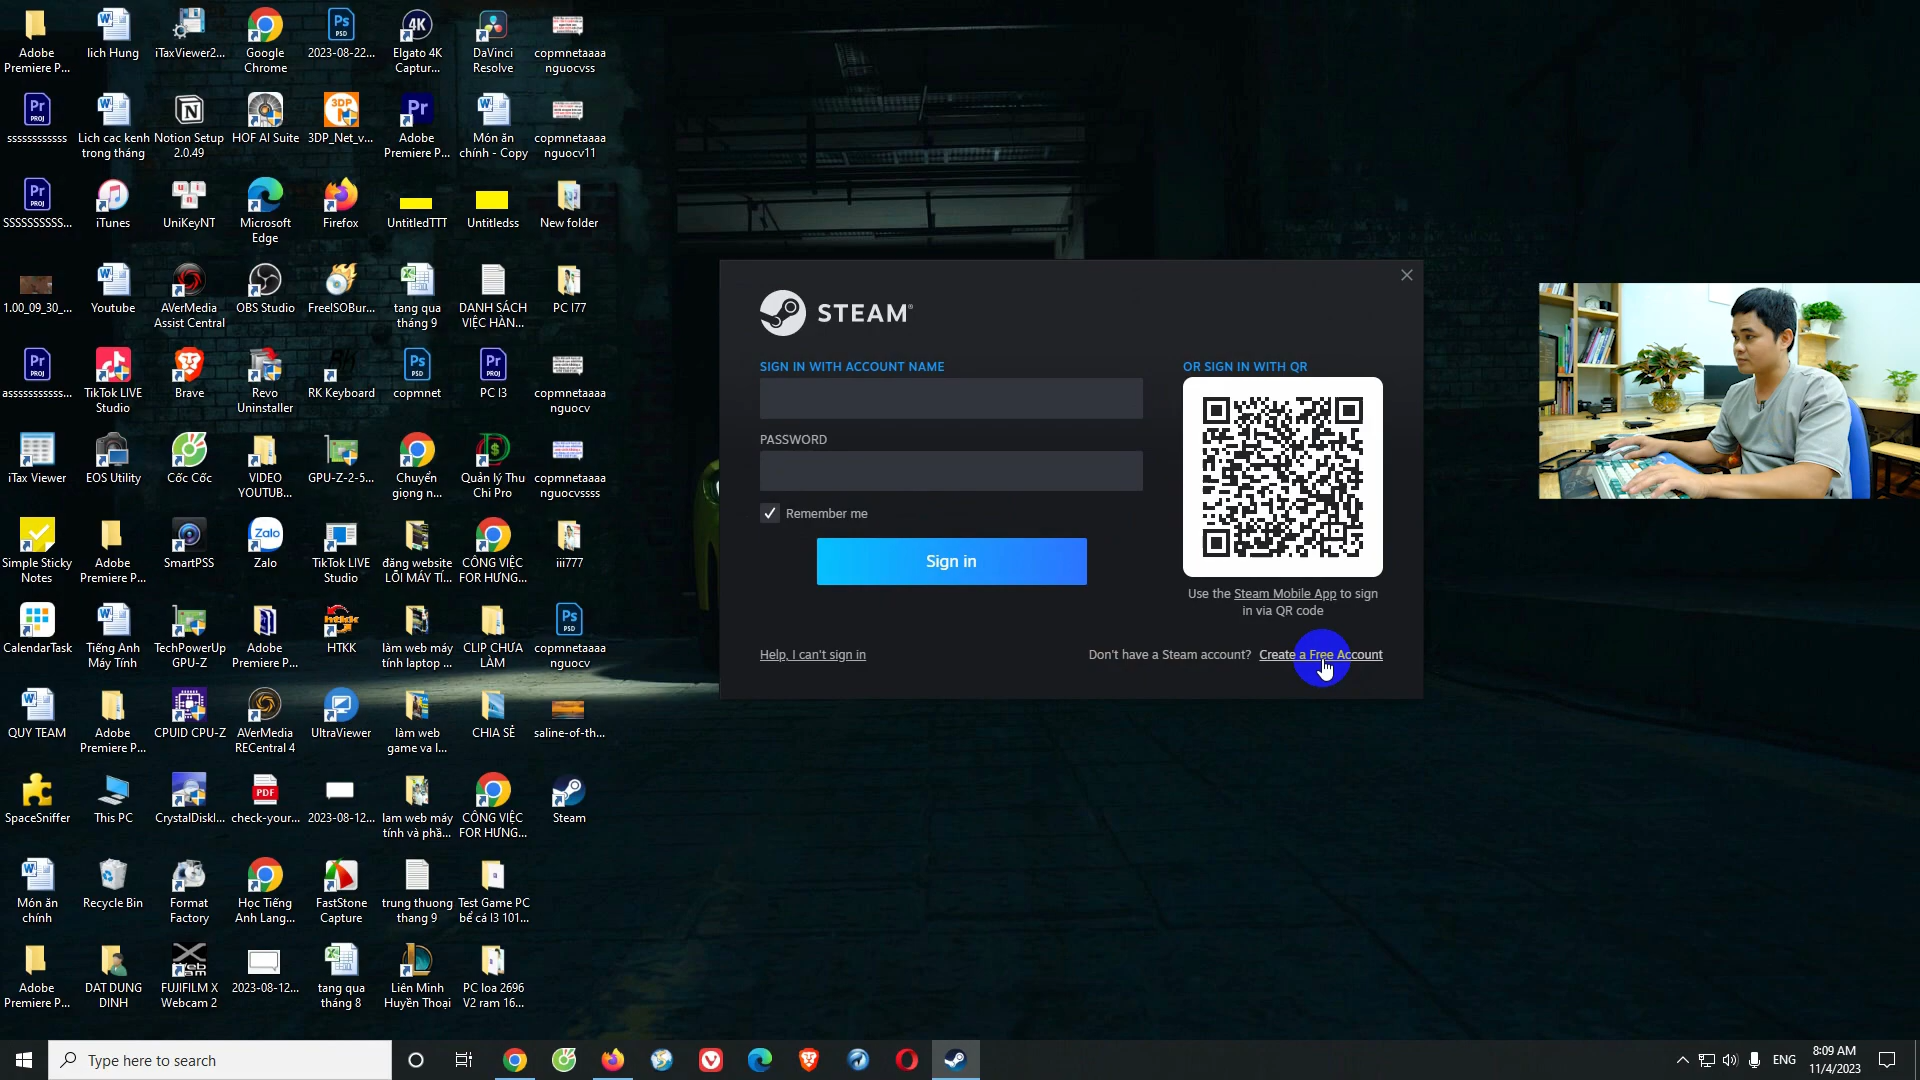 Adobe
Premiere P...
lich Hung
iTaxViewer2...
Google
Chrome
2023-08-22...
Elgato 4K
Captur...
DaVinci
Resolve
copmnetaaaa
nguocvss
ssssssssssss
Lich cac kenh
trong tháng
Notion Setup
2.0.49
HOF AI Suite
3DP_Net_v...
Adobe
Premiere P...
Món ăn
chính - Copy
copmnetaaaa
nguocv11
SSSSSSSSSS...
iTunes
UniKeyNT
Microsoft
Edge
Firefox
UntitledTTT
Untitledss
New folder
1.00_09_30_...
Youtube
AVerMedia
Assist Central
OBS Studio
FreeISOBur...
tang qua
tháng 9
DANH SÁCH
VIỆC HÀN...
PC I77
asssssssssss...
TikTok LIVE
Studio
Brave
Revo
Uninstaller
RK Keyboard
copmnet
PC I3
copmnetaaaa
nguocv
iTax Viewer
EOS Utility
Cốc Cốc
VIDEO
YOUTUB...
GPU-Z-2-5...
Chuyển
giọng n...
Quản lý Thu
Chi Pro
copmnetaaaa
nguocvssss
Simple Sticky
Notes
Adobe
Premiere P...
SmartPSS
Zalo
TikTok LIVE
Studio
đăng website
LỖI MÁY TÍ...
CÔNG VIỆC
FOR HƯNG...
iii777
CalendarTask
Tiếng Anh
Máy Tính
TechPowerUp
GPU-Z
Adobe
Premiere P...
HTKK
làm web máy
tính laptop ...
CLIP CHƯA
LÀM
copmnetaaaa
nguocv
QUY TEAM
Adobe
Premiere P...
CPUID CPU-Z
AVerMedia
RECentral 4
UltraViewer
làm web
game va l...
CHIA SẺ
saline-of-th...
SpaceSniffer
This PC
CrystalDiskI...
check-your...
2023-08-12...
lam web máy
tính và phầ...
CÔNG VIỆC
FOR HƯNG...
Steam
Món ăn
chính
Recycle Bin
Format
Factory
Học Tiếng
Anh Lang...
FastStone
Capture
trung thuong
thang 9
Test Game PC
bể cá I3 101...
Adobe
Premiere P...
DAT DUNG
DINH
FUJIFILM X
Webcam 2
2023-08-12...
tang qua
tháng 8
Liên Minh
Huyền Thoại
PC loa 2696
V2 ram 16...
STEAM®
SIGN IN WITH ACCOUNT NAME
PASSWORD
Remember me
Sign in
Help, I can't sign in
OR SIGN IN WITH QR
Use the Steam Mobile App to sign
in via QR code
Don't have a Steam account? Create a Free Account
Type here to search
ENG
8:09 AM
11/4/2023